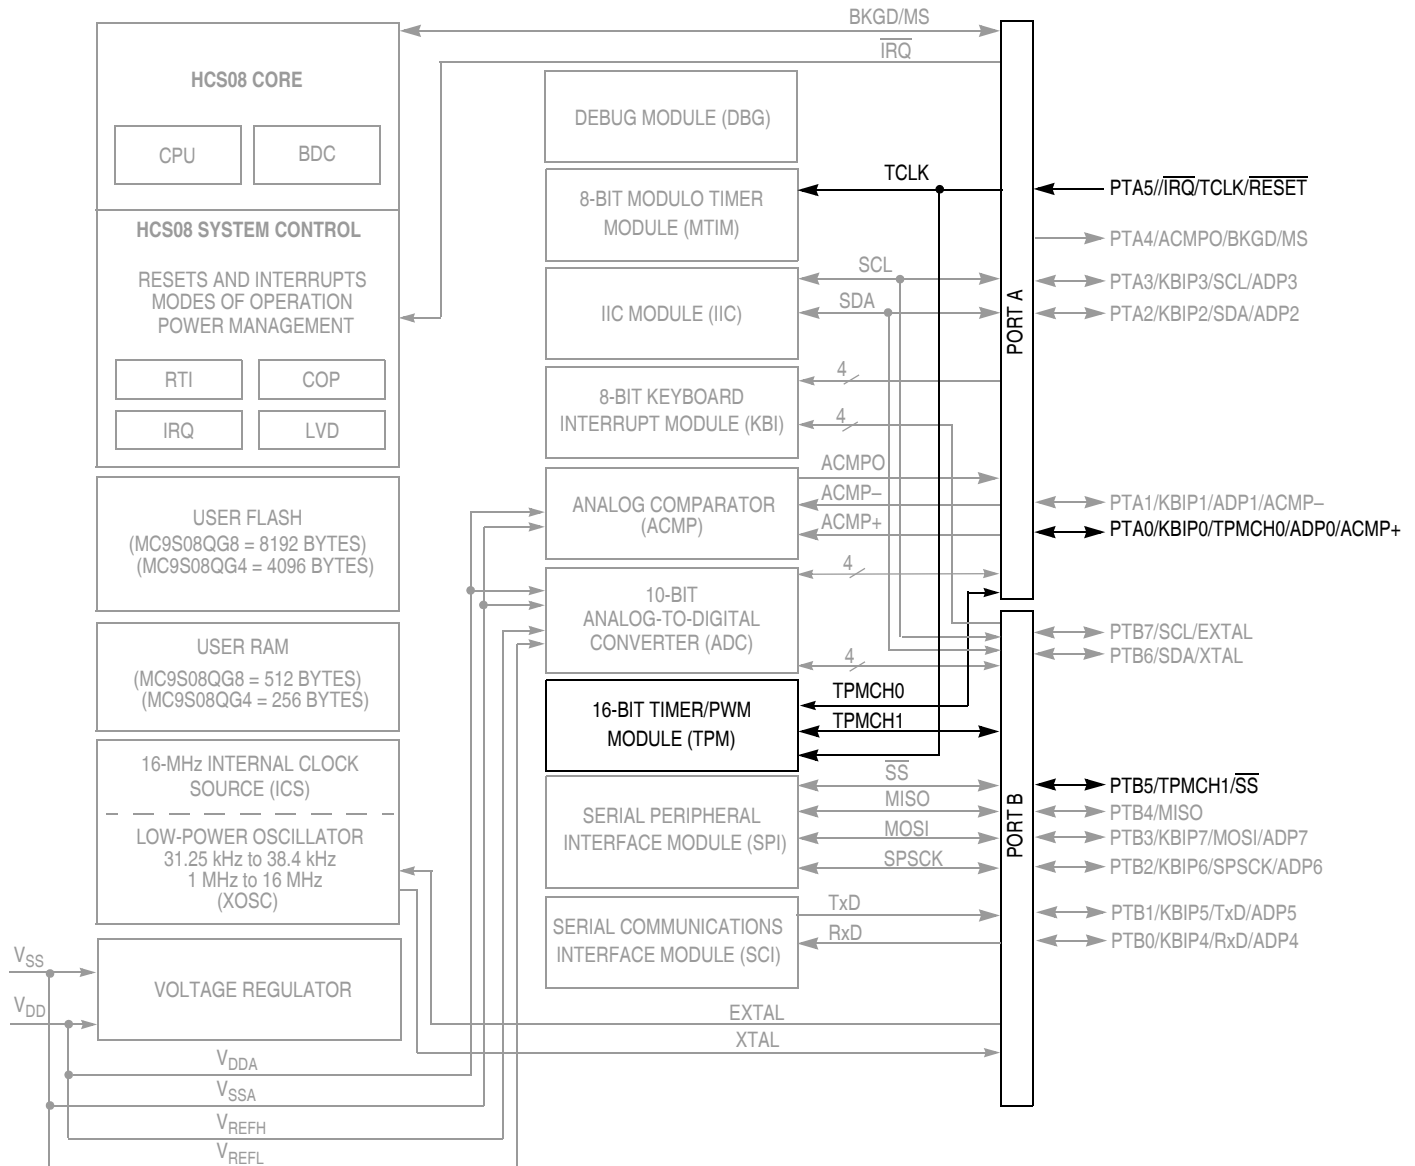 BKGD/MS
IRQ
HCS08 CORE
CPU
BDC
HCS08 SYSTEM CONTROL
RESETS AND INTERRUPTS
MODES OF OPERATION
POWER MANAGEMENT
RTI
COP
IRQ
LVD
USER FLASH
(MC9S08QG8 = 8192 BYTES)
(MC9S08QG4 = 4096 BYTES)
USER RAM
(MC9S08QG8 = 512 BYTES)
(MC9S08QG4 = 256 BYTES)
16-MHz INTERNAL CLOCK
SOURCE (ICS)
LOW-POWER OSCILLATOR
31.25 kHz to 38.4 kHz
1 MHz to 16 MHz
(XOSC)
VSS
VDD
VOLTAGE REGULATOR
VDDA
VSSA
VREFH
VREFL
DEBUG MODULE (DBG)
8-BIT MODULO TIMER
MODULE (MTIM)
TCLK
IIC MODULE (IIC)
SCL
SDA
8-BIT KEYBOARD
INTERRUPT MODULE (KBI)
4
4
ANALOG COMPARATOR
(ACMP)
ACMPO
ACMP–
ACMP+
10-BIT
ANALOG-TO-DIGITAL
CONVERTER (ADC)
4
4
16-BIT TIMER/PWM
MODULE (TPM)
TPMCH0
TPMCH1
SERIAL PERIPHERAL
INTERFACE MODULE (SPI)
SS
MISO
MOSI
SPSCK
SERIAL COMMUNICATIONS
INTERFACE MODULE (SCI)
TxD
RxD
EXTAL
XTAL
PORT A
PTA5//IRQ/TCLK/RESET
PTA4/ACMPO/BKGD/MS
PTA3/KBIP3/SCL/ADP3
PTA2/KBIP2/SDA/ADP2
PTA1/KBIP1/ADP1/ACMP–
PTA0/KBIP0/TPMCH0/ADP0/ACMP+
PORT B
PTB7/SCL/EXTAL
PTB6/SDA/XTAL
PTB5/TPMCH1/SS
PTB4/MISO
PTB3/KBIP7/MOSI/ADP7
PTB2/KBIP6/SPSCK/ADP6
PTB1/KBIP5/TxD/ADP5
PTB0/KBIP4/RxD/ADP4